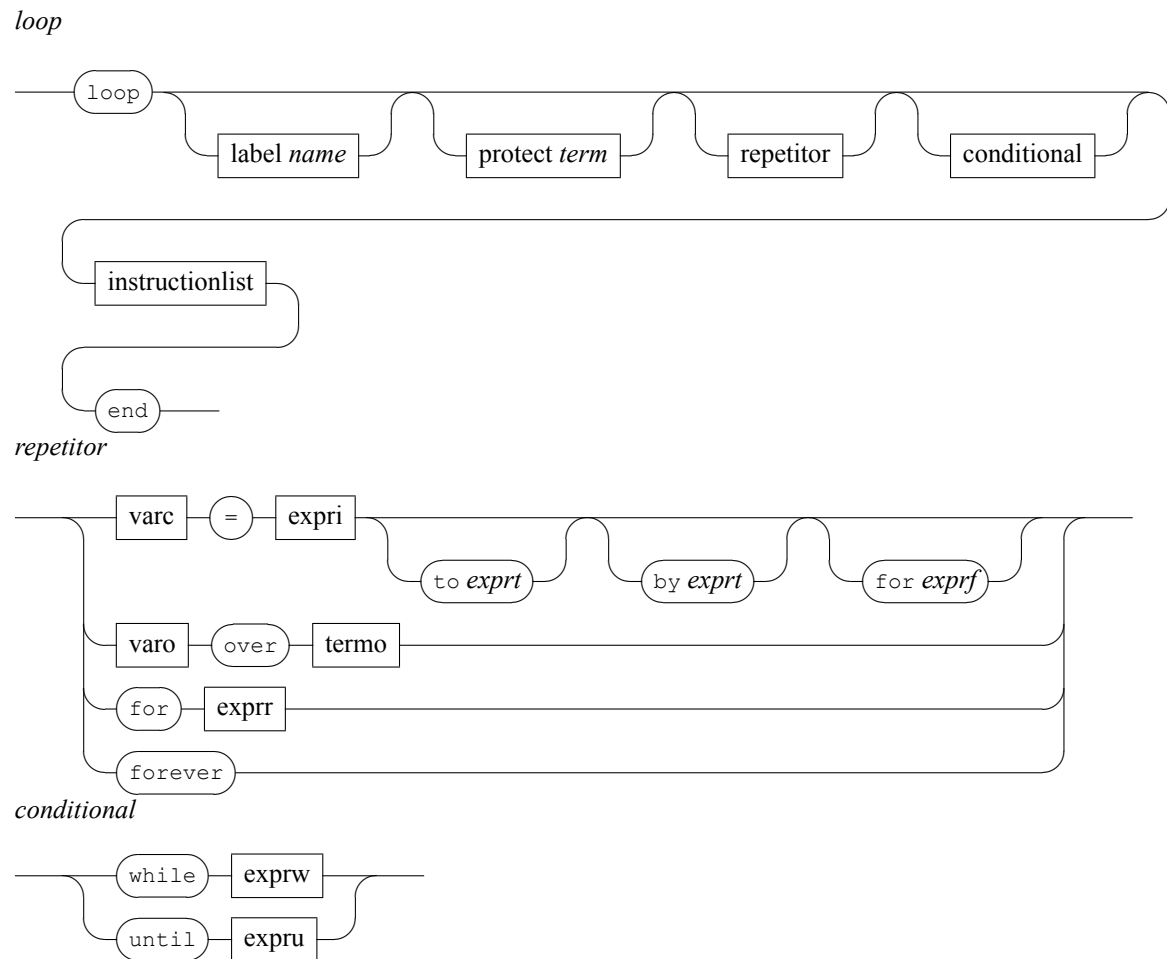 loop
loop
label name protect term repetitor conditional
instructionlist
end
repetitor
varc = expri
to exprt by exprt for exprf
varo over termo
for exprr
forever
conditional
while exprw
until expru